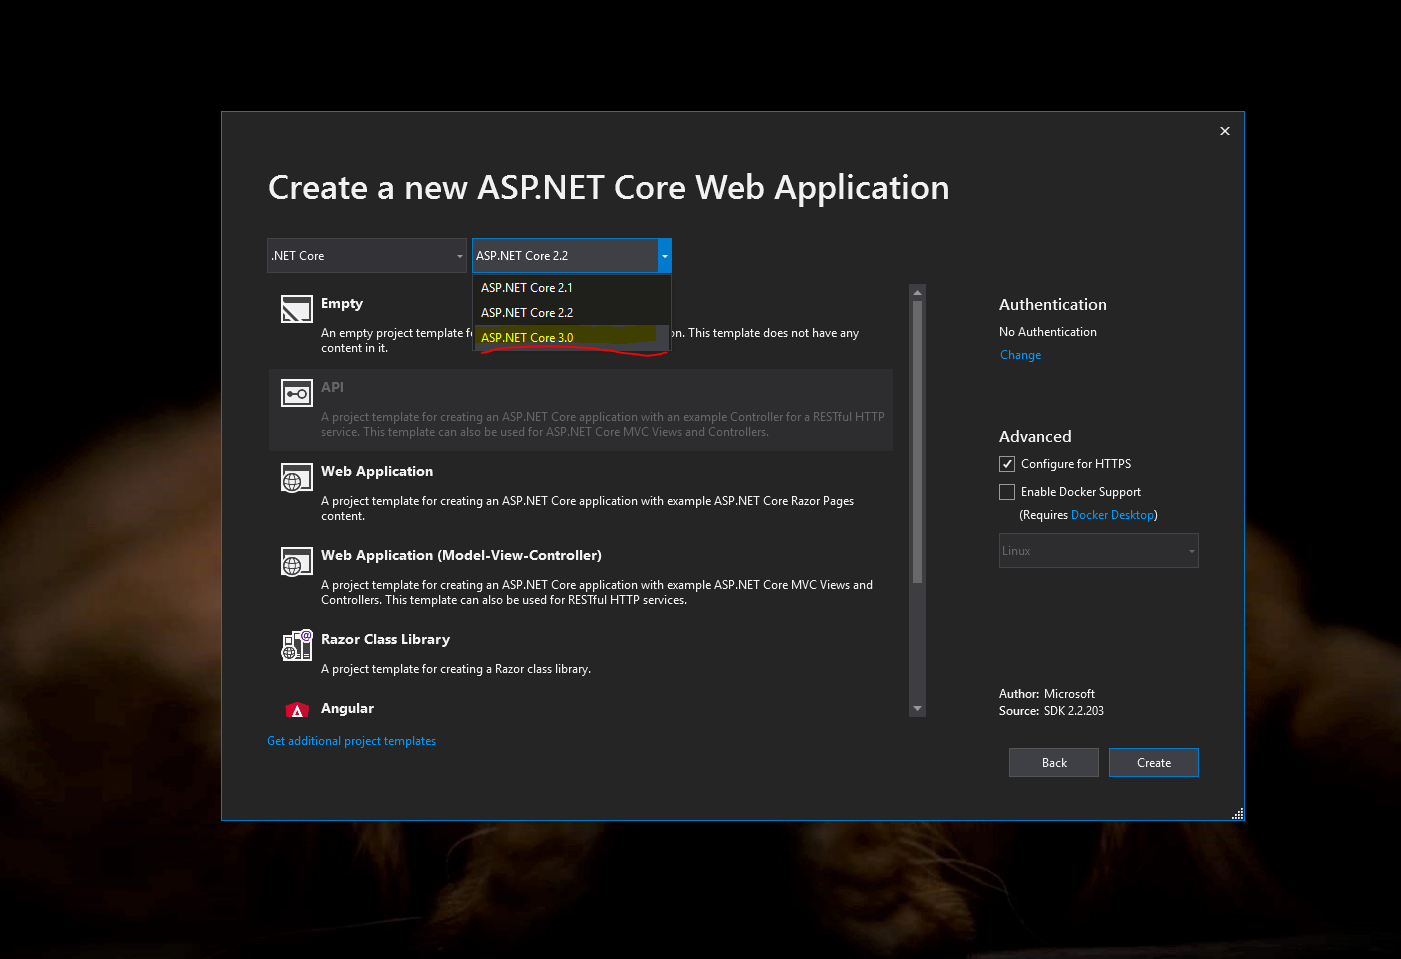 Create a new ASP.NET Core Web Application
.NET Core
ASP.NET Core 2.2
ASP.NET Core 2.1
ASP.NET Core 2.2
ASP.NET Core 3.0
Empty
An empty project template f on. This template does not have any
content in it.
API
A project template for creating an ASP.NET Core application with an example Controller for a RESTful HTTP
service. This template can also be used for ASP.NET Core MVC Views and Controllers.
Web Application
A project template for creating an ASP.NET Core application with example ASP.NET Core Razor Pages
content.
Web Application (Model-View-Controller)
A project template for creating an ASP.NET Core application with example ASP.NET Core MVC Views and
Controllers. This template can also be used for RESTful HTTP services.
Razor Class Library
A project template for creating a Razor class library.
Angular
Get additional project templates
Authentication
No Authentication
Change
Advanced
Configure for HTTPS
Enable Docker Support
(Requires Docker Desktop)
Linux
Author: Microsoft
Source: SDK 2.2.203
Back
Create